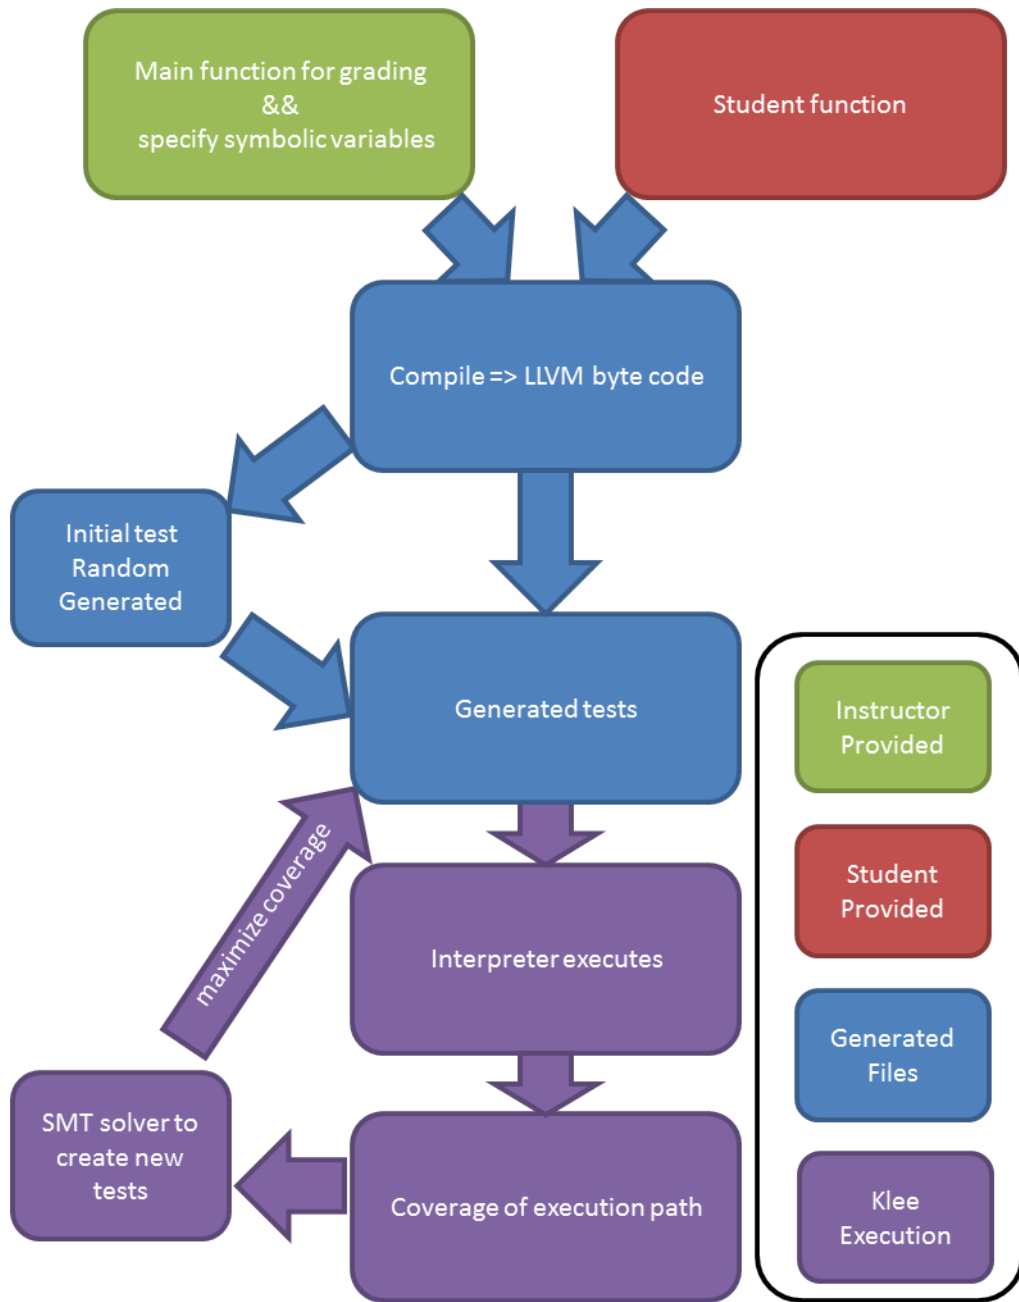 Main function for grading
&&
specify symbolic variables
Student function
Compile => LLVM byte code
Initial test
Random
Generated
Generated tests
maximize coverage
Interpreter executes
SMT solver to
create new
tests
Coverage of execution path
Instructor
Provided
Student
Provided
Generated
Files
Klee
Execution